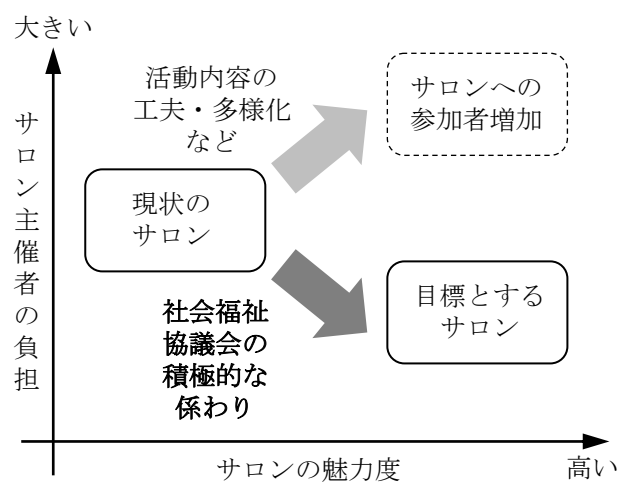 大きい
活動内容の
工夫・多様化
など
サロンへの
参加者増加
サロン主催者の負担
現状の
サロン
社会福祉
協議会の
積極的な
係わり
目標とする
サロン
サロンの魅力度
高い